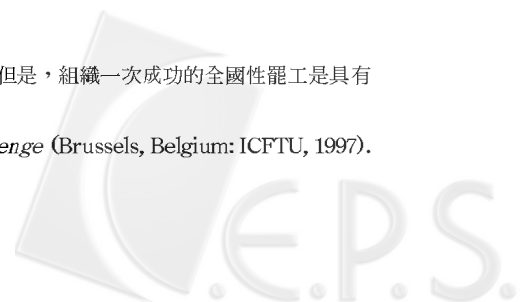 但是，組織一次成功的全國性罷工是具有
enge (Brussels, Belgium: ICFTU, 1997).
C.E.P.S.